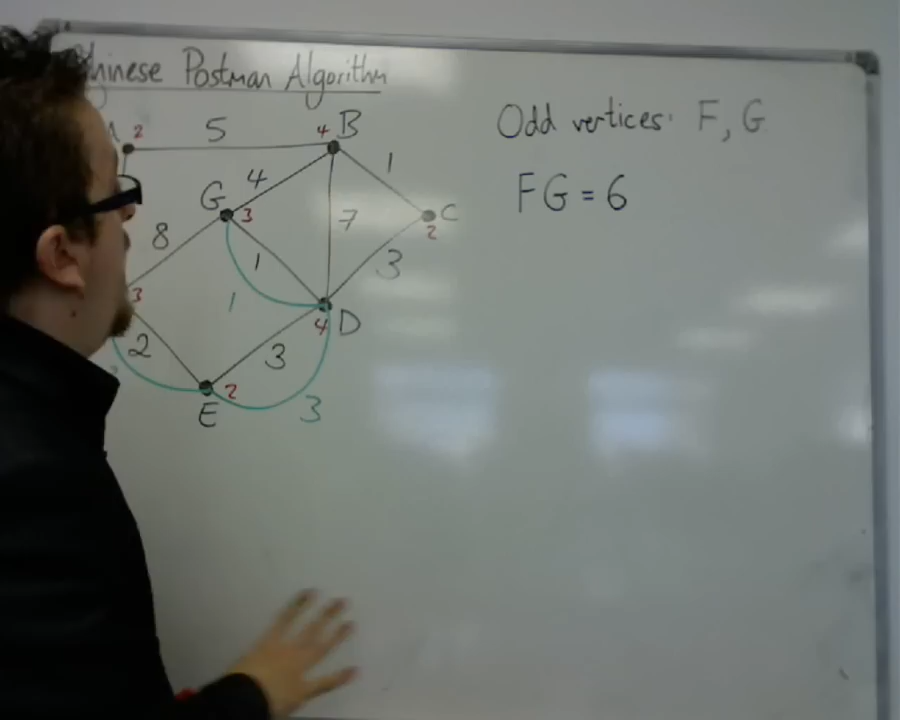 Chinese Postman Algorithm
Odd vertices: F, G
FG = 6
A 2 5 4 B
1
G 4
3 7 C
8 2
1 3
3 1
4 D
2 3
2
E 3